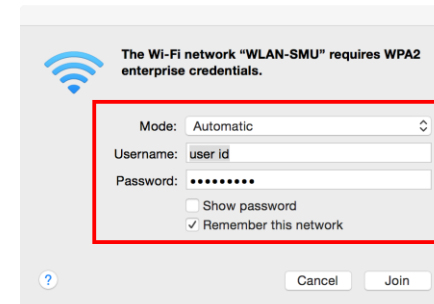 The Wi-Fi network “WLAN-SMU” requires WPA2
enterprise credentials.
Mode: Automatic
Username: user id
Password: •••••••••
Show password
✓ Remember this network
? Cancel Join